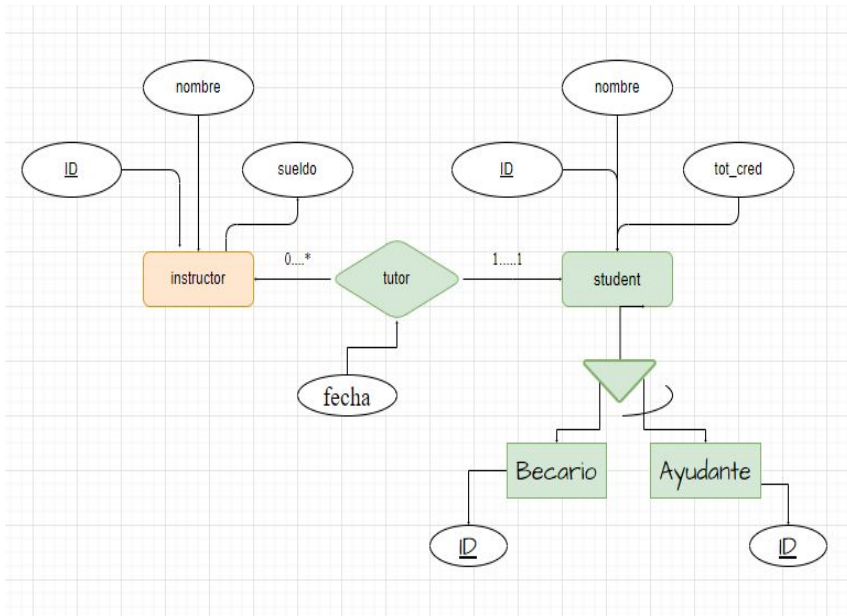 nombre
nombre
ID
sueldo
ID
tot_cred
instructor
0....*
tutor
1.....1
student
fecha
Becario
Ayudante
ID
ID